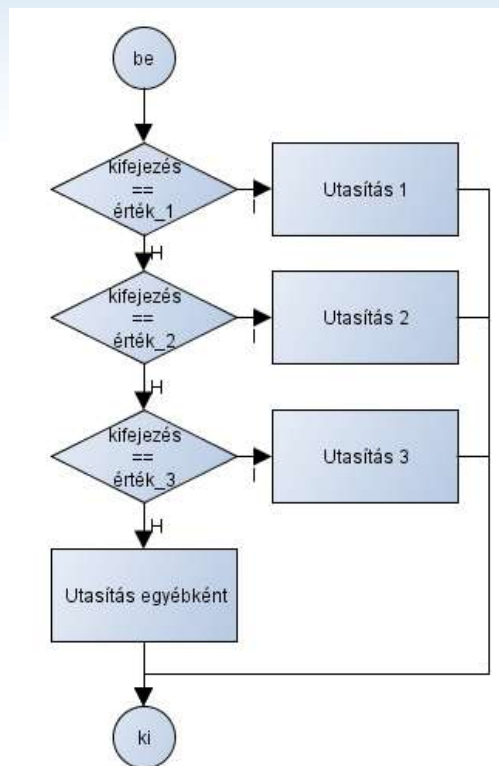 be
kifejezés
==
érték_1
I
Utasítás 1
H
kifejezés
==
érték_2
I
Utasítás 2
H
kifejezés
==
érték_3
I
Utasítás 3
H
Utasítás egyébként
ki